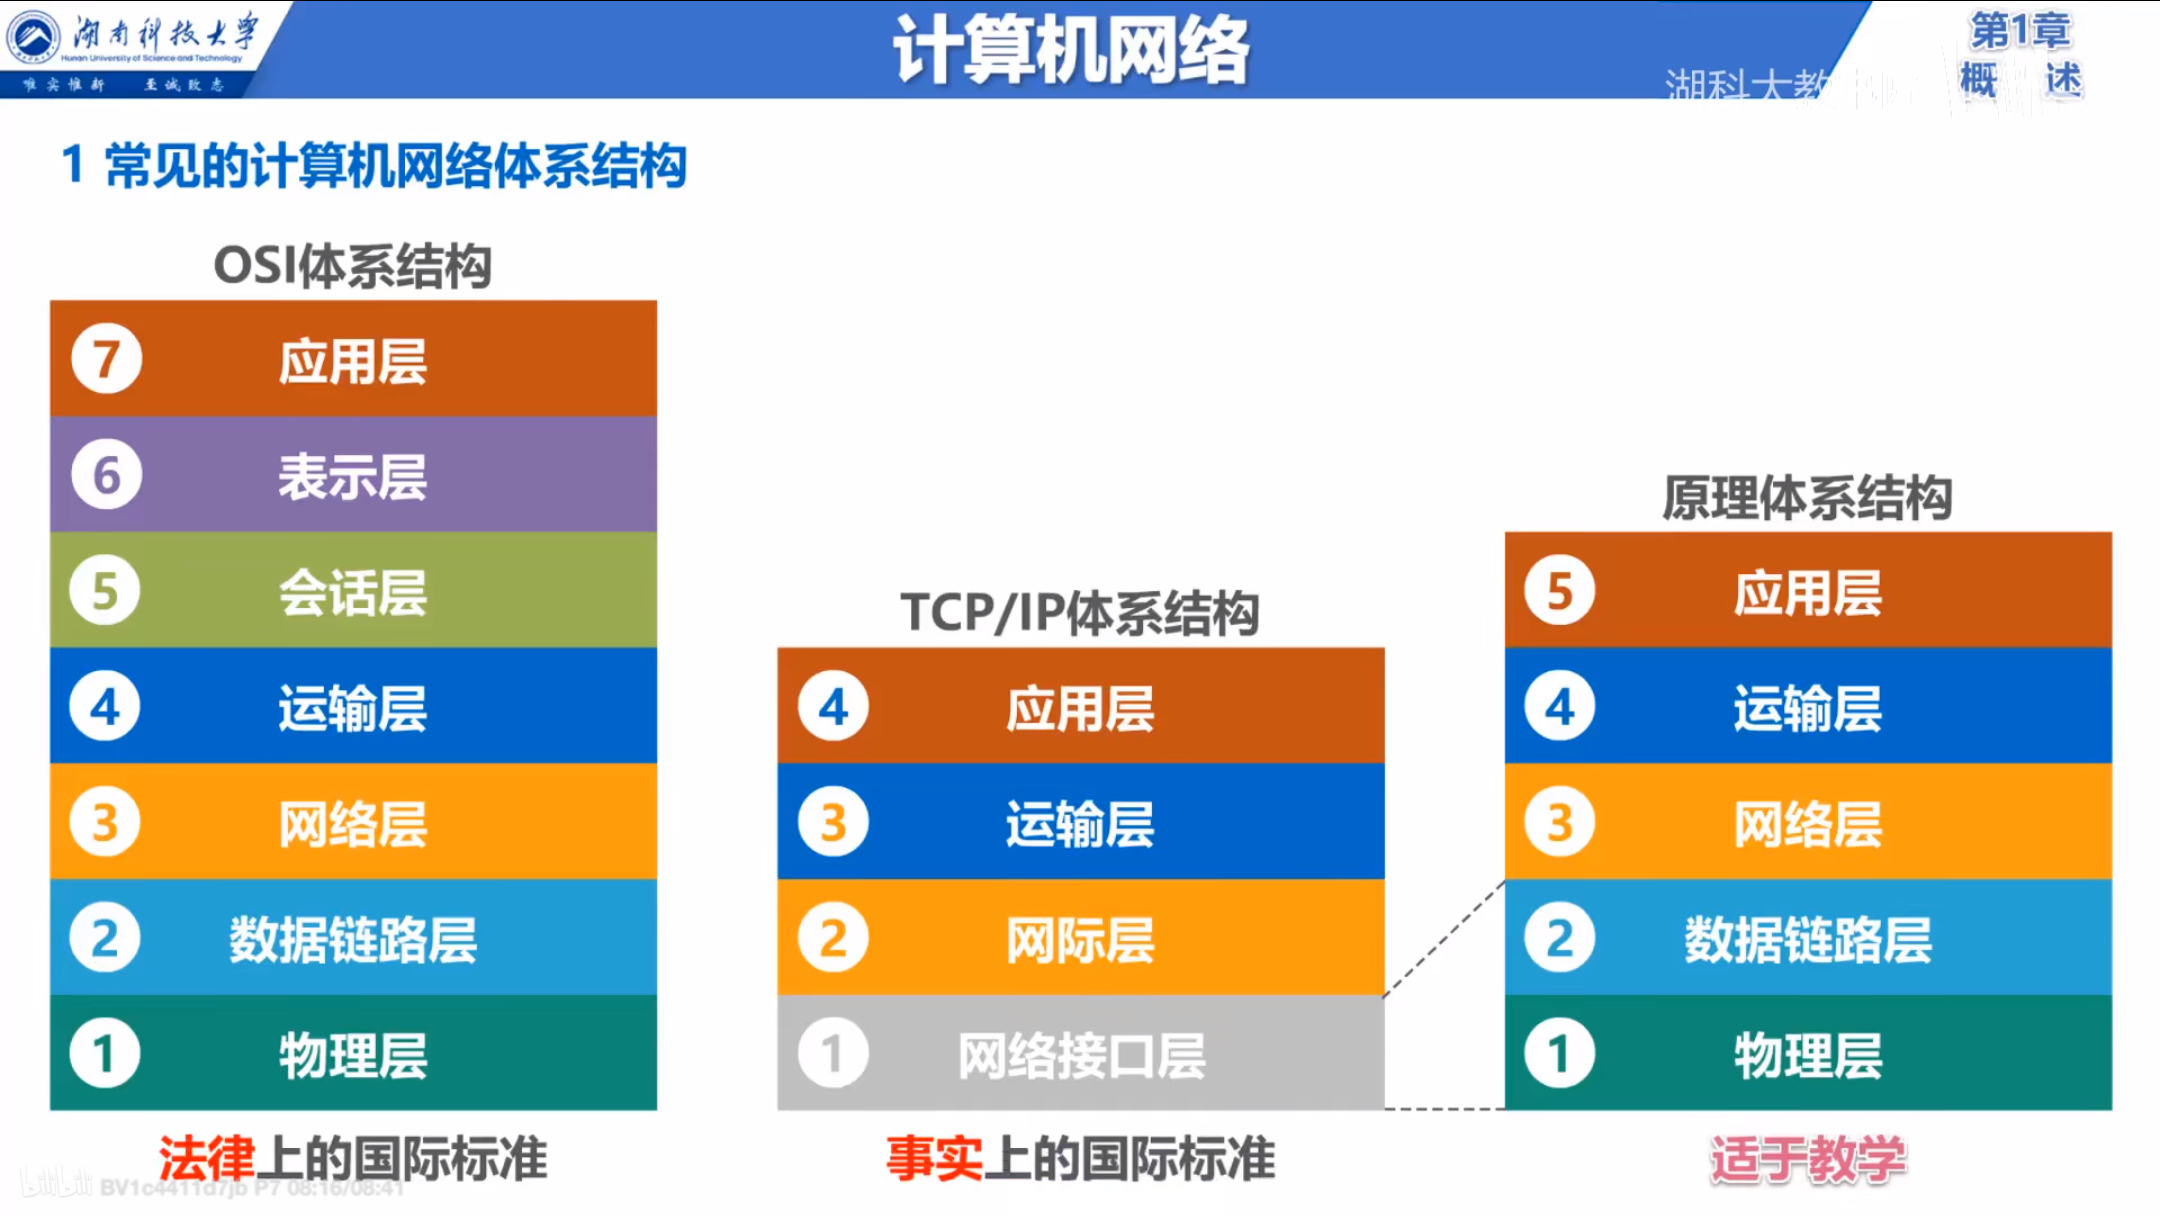 湖南科技大学
Hunan University of Science and Technology
唯实惟新 至诚致志
计算机网络
第1章
概 述
湖科大教
1 常见的计算机网络体系结构
OSI体系结构
7 应用层
6 表示层
5 会话层
4 运输层
3 网络层
2 数据链路层
1 物理层
法律上的国际标准
TCP/IP体系结构
4 应用层
3 运输层
2 网际层
1 网络接口层
事实上的国际标准
原理体系结构
5 应用层
4 运输层
3 网络层
2 数据链路层
1 物理层
适于教学
bilibili BV1c4411d7jb P7 08:16/08:41